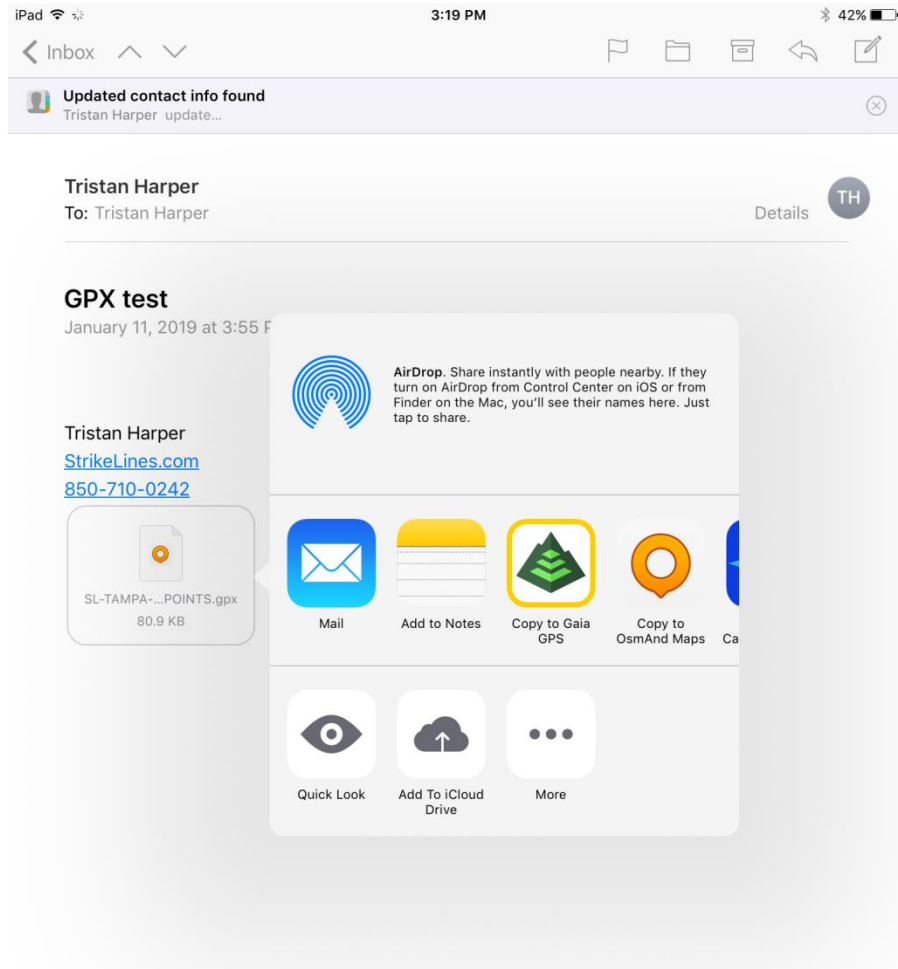 iPad 3:19 PM 42%
Inbox
Updated contact info found
Tristan Harper update...
Tristan Harper
TH
To: Tristan Harper Details
GPX test
January 11, 2019 at 3:55
AirDrop. Share instantly with people nearby. If they
turn on AirDrop from Control Center on iOS or from
Finder on the Mac, you'll see their names here. Just
tap to share.
Tristan Harper
StrikeLines.com
850-710-0242
SL-TAMPA-...POINTS.gpx
80.9 KB
Mail
Add to Notes
Copy to Gaia
GPS
Copy to
OsmAnd Maps
Ca
Quick Look
Add To iCloud
Drive
More